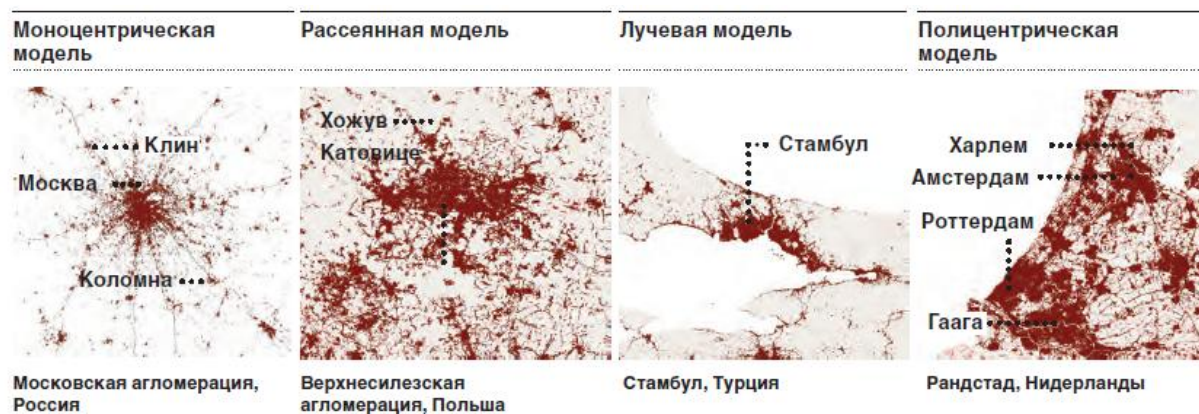 Моноцентрическая
модель
Рассеянная модель
Лучевая модель
Полицентрическая
модель
Клин
Москва
Коломна
Хожув
Катовице
Стамбул
Харлем
Амстердам
Роттердам
Гаага
Московская агломерация,
Россия
Верхнесилезская
агломерация, Польша
Стамбул, Турция
Рандстад, Нидерланды